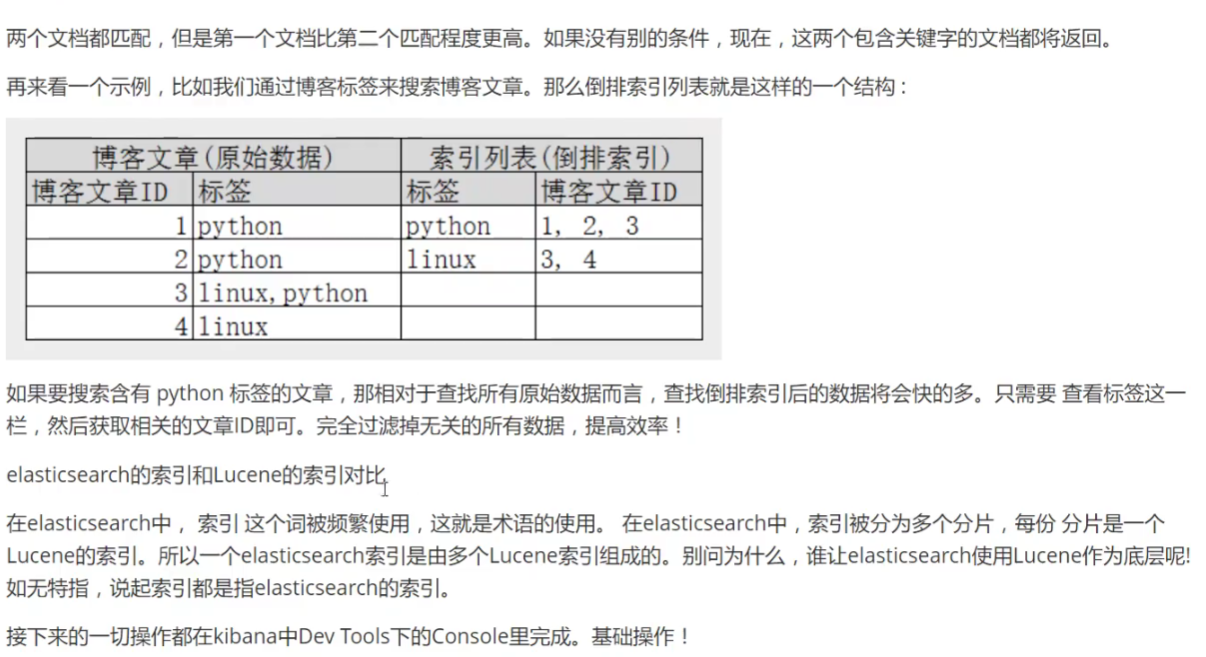 两个文档都匹配，但是第一个文档比第二个匹配程度更高。如果没有别的条件，现在，这两个包含关键字的文档都将返回。
再来看一个示例，比如我们通过博客标签来搜索博客文章。那么倒排索引列表就是这样的一个结构：
博客文章(原始数据) 索引列表(倒排索引)
博客文章ID 标签 标签 博客文章ID
1 python python 1, 2, 3
2 python linux 3, 4
3 linux,python
4 linux
如果要搜索含有 python 标签的文章，那相对于查找所有原始数据而言，查找倒排索引后的数据将会快的多。只需要 查看标签这一
栏，然后获取相关的文章ID即可。完全过滤掉无关的所有数据，提高效率！
elasticsearch的索引和Lucene的索引对比
在elasticsearch中， 索引 这个词被频繁使用，这就是术语的使用。 在elasticsearch中，索引被分为多个分片，每份 分片是一个
Lucene的索引。所以一个elasticsearch索引是由多个Lucene索引组成的。别问为什么，谁让elasticsearch使用Lucene作为底层呢!
如无特指，说起索引都是指elasticsearch的索引。
接下来的一切操作都在kibana中Dev Tools下的Console里完成。基础操作！